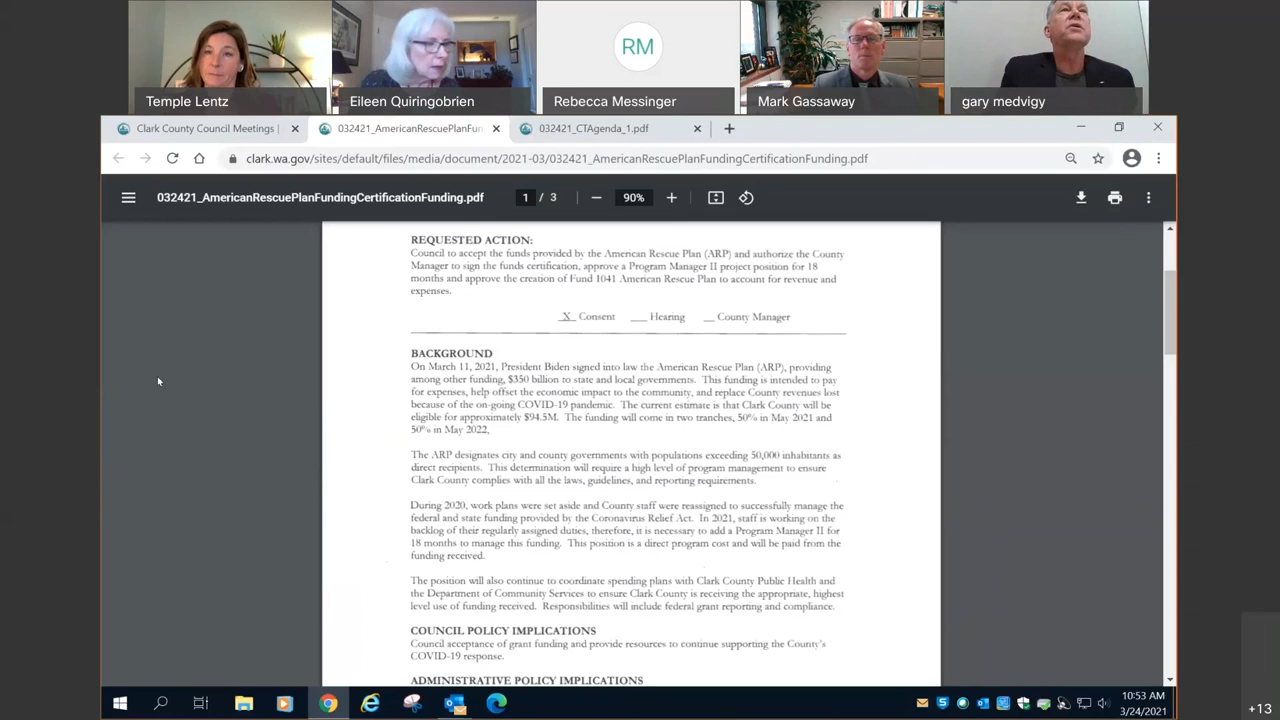 RM
Temple Lentz
Eileen Quiringobrien
Rebecca Messinger
Mark Gassaway
gary medvigy
Clark County Council Meetings |
032421_AmericanRescuePlanFun
032421_CTAgenda_1.pdf
clark.wa.gov/sites/default/files/media/document/2021-03/032421_AmericanRescuePlanFundingCertificationFunding.pdf
032421_AmericanRescuePlanFundingCertificationFunding.pdf
1 / 3
90%
REQUESTED ACTION:
Council to accept the funds provided by the American Rescue Plan (ARP) and authorize the County
Manager to sign the funds certification, approve a Program Manager II project position for 18
months and approve the creation of Fund 1041 American Rescue Plan to account for revenue and
expenses.
X Consent ___ Hearing __ County Manager
BACKGROUND
On March 11, 2021, President Biden signed into law the American Rescue Plan (ARP), providing
among other funding, $350 billion to state and local governments. This funding is intended to pay
for expenses, help offset the economic impact to the community, and replace County revenues lost
because of the on-going COVID-19 pandemic. The current estimate is that Clark County will be
eligible for approximately $94.5M. The funding will come in two tranches, 50% in May 2021 and
50% in May 2022.
The ARP designates city and county governments with populations exceeding 50,000 inhabitants as
direct recipients. This determination will require a high level of program management to ensure
Clark County complies with all the laws, guidelines, and reporting requirements.
During 2020, work plans were set aside and County staff were reassigned to successfully manage the
federal and state funding provided by the Coronavirus Relief Act. In 2021, staff is working on the
backlog of their regularly assigned duties, therefore, it is necessary to add a Program Manager II for
18 months to manage this funding. This position is a direct program cost and will be paid from the
funding received.
The position will also continue to coordinate spending plans with Clark County Public Health and
the Department of Community Services to ensure Clark County is receiving the appropriate, highest
level use of funding received. Responsibilities will include federal grant reporting and compliance.
COUNCIL POLICY IMPLICATIONS
Council acceptance of grant funding and provide resources to continue supporting the County's
COVID-19 response.
ADMINISTRATIVE POLICY IMPLICATIONS
10:53 AM
3/24/2021
+13